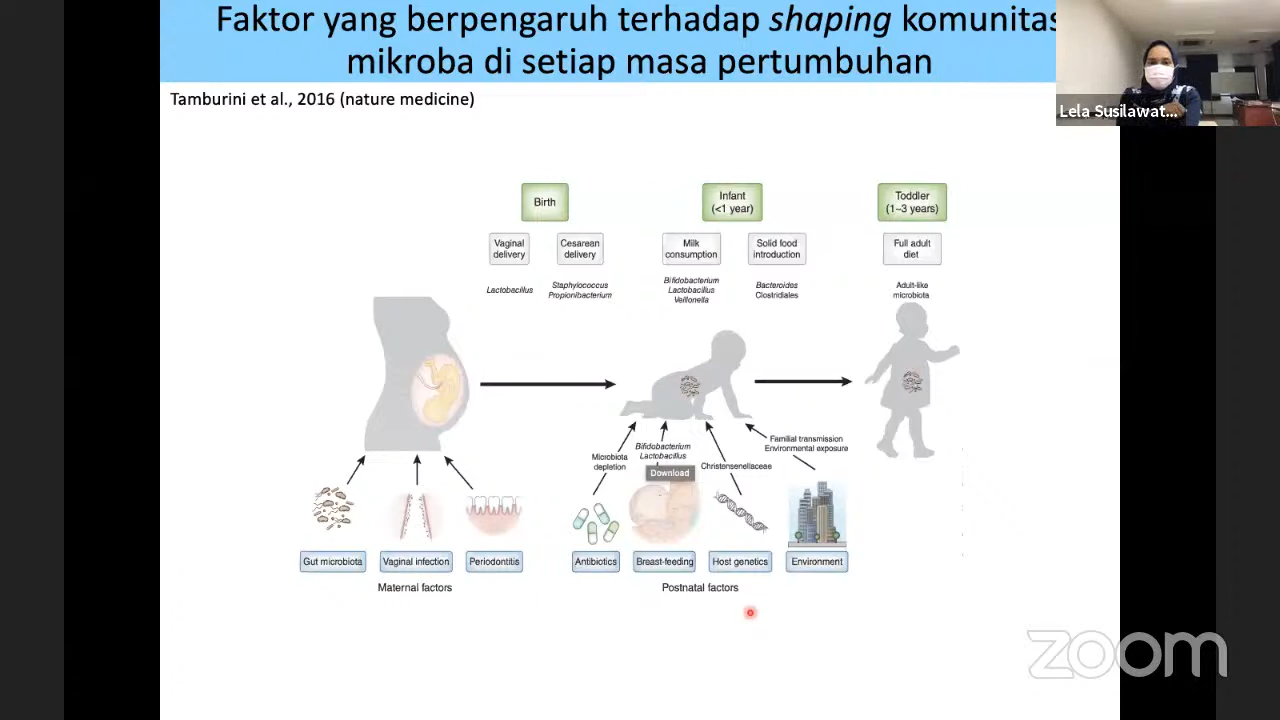 Faktor yang berpengaruh terhadap shaping komunitas
mikroba di setiap masa pertumbuhan
Tamburini et al., 2016 (nature medicine)
Lela Susilawat...
Birth
Infant
(<1 year)
Toddler
(1–3 years)
Vaginal
delivery
Cesarean
delivery
Milk
consumption
Solid food
introduction
Full adult
diet
Lactobacillus
Staphylococcus
Propionibacterium
Bifidobacterium
Lactobacillus
Veillonella
Bacteroides
Clostridiales
Adult-like
microbiota
Microbiota
depletion
Bifidobacterium
Lactobacillus
Download
Christensenellaceae
Familial transmission
Environmental exposure
Gut microbiota
Vaginal infection
Periodontitis
Antibiotics
Breast-feeding
Host genetics
Environment
Maternal factors
Postnatal factors
zoom